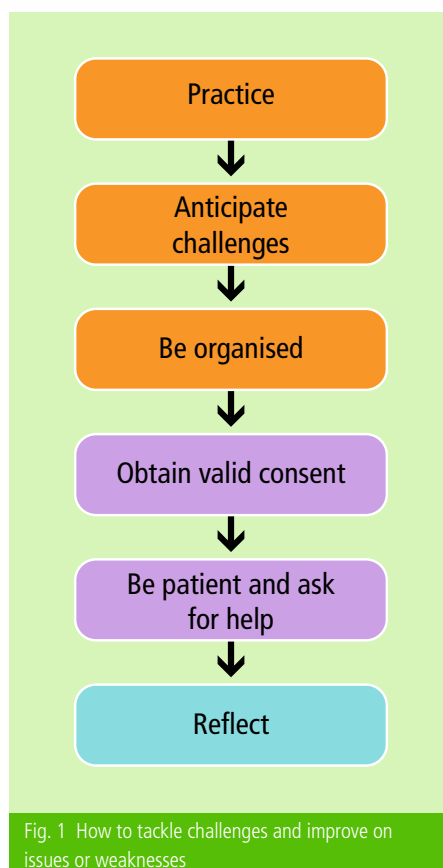 Practice
Anticipate
challenges
Be organised
Obtain valid consent
Be patient and ask
for help
Reflect
Fig. 1 How to tackle challenges and improve on
issues or weaknesses